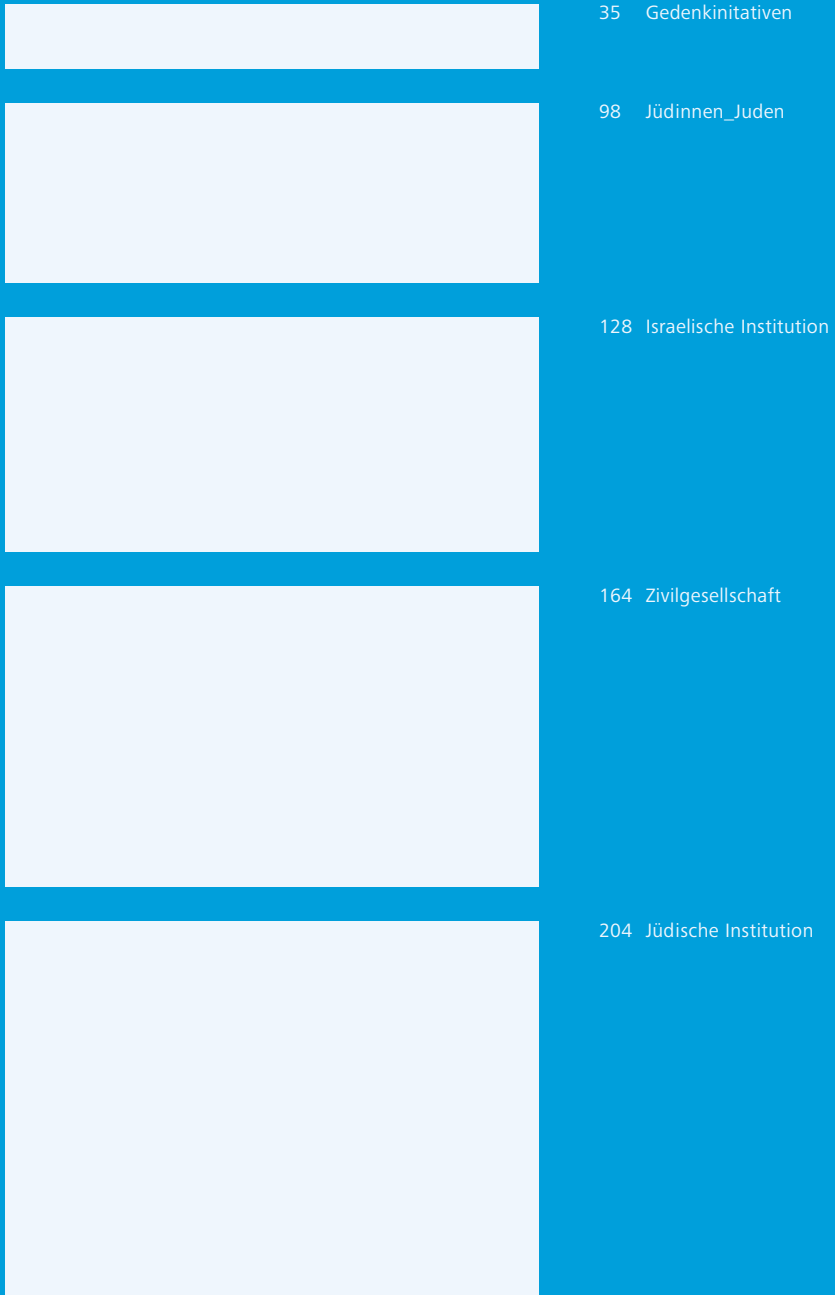 35 Gedenkinitativen
98 Jüdinnen_Juden
128 Israelische Institution
164 Zivilgesellschaft
204 Jüdische Institution